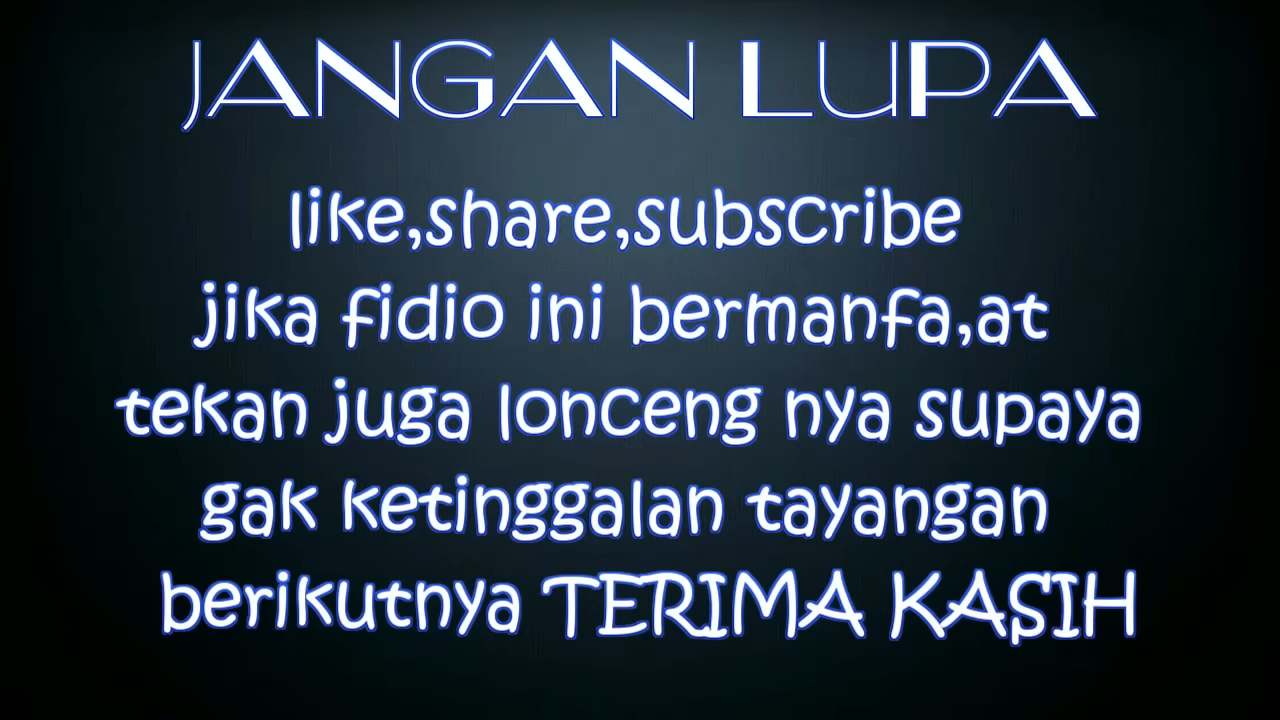 JANGAN LUPA
like,share,subscribe
jika fidio ini bermanfa,at
tekan juga lonceng nya supaya
gak ketinggalan tayangan
berikutnya TERIMA KASIH